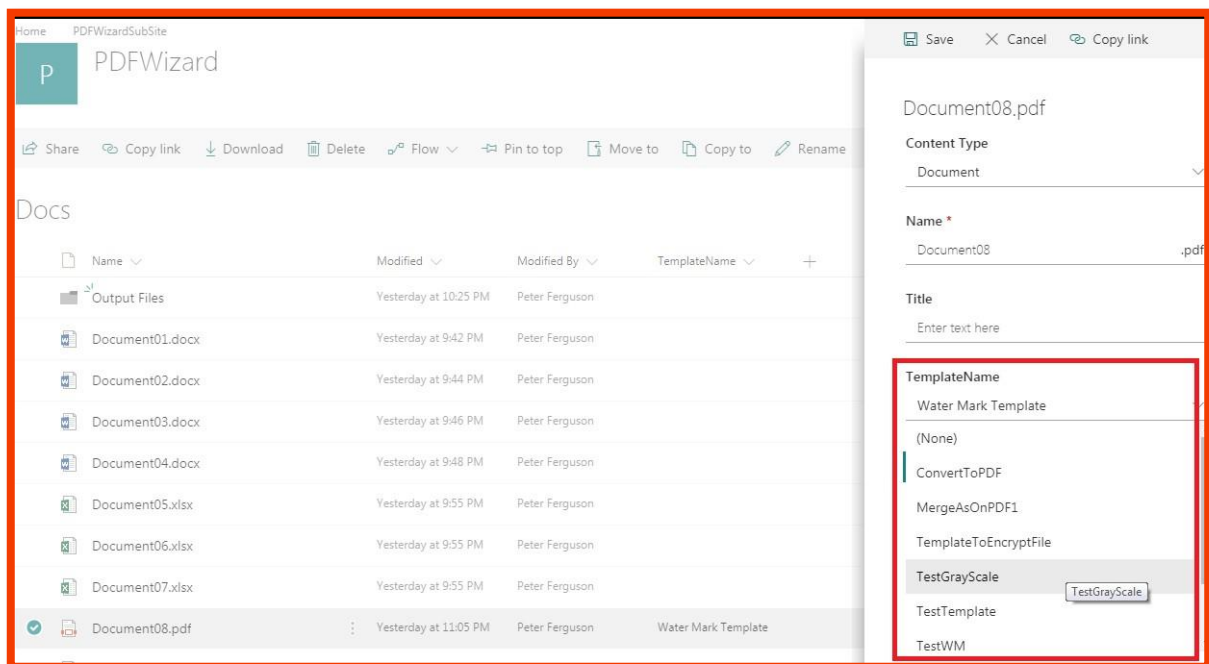 Home PDFWizardSubSite
P
PDFWizard
Share Copy link Download Delete Flow Pin to top Move to Copy to Rename
Docs
Name Modified Modified By TemplateName
Output Files Yesterday at 10:25 PM Peter Ferguson
Document01.docx Yesterday at 9:42 PM Peter Ferguson
Document02.docx Yesterday at 9:44 PM Peter Ferguson
Document03.docx Yesterday at 9:46 PM Peter Ferguson
Document04.docx Yesterday at 9:48 PM Peter Ferguson
Document05.xlsx Yesterday at 9:55 PM Peter Ferguson
Document06.xlsx Yesterday at 9:55 PM Peter Ferguson
Document07.xlsx Yesterday at 9:55 PM Peter Ferguson
Document08.pdf Yesterday at 11:05 PM Peter Ferguson Water Mark Template
Save Cancel Copy link
Document08.pdf
Content Type
Document
Name *
Document08 .pdf
Title
Enter text here
TemplateName
Water Mark Template
(None)
ConvertToPDF
MergeAsOnPDF1
TemplateToEncryptFile
TestGrayScale
TestGrayScale
TestTemplate
TestWM